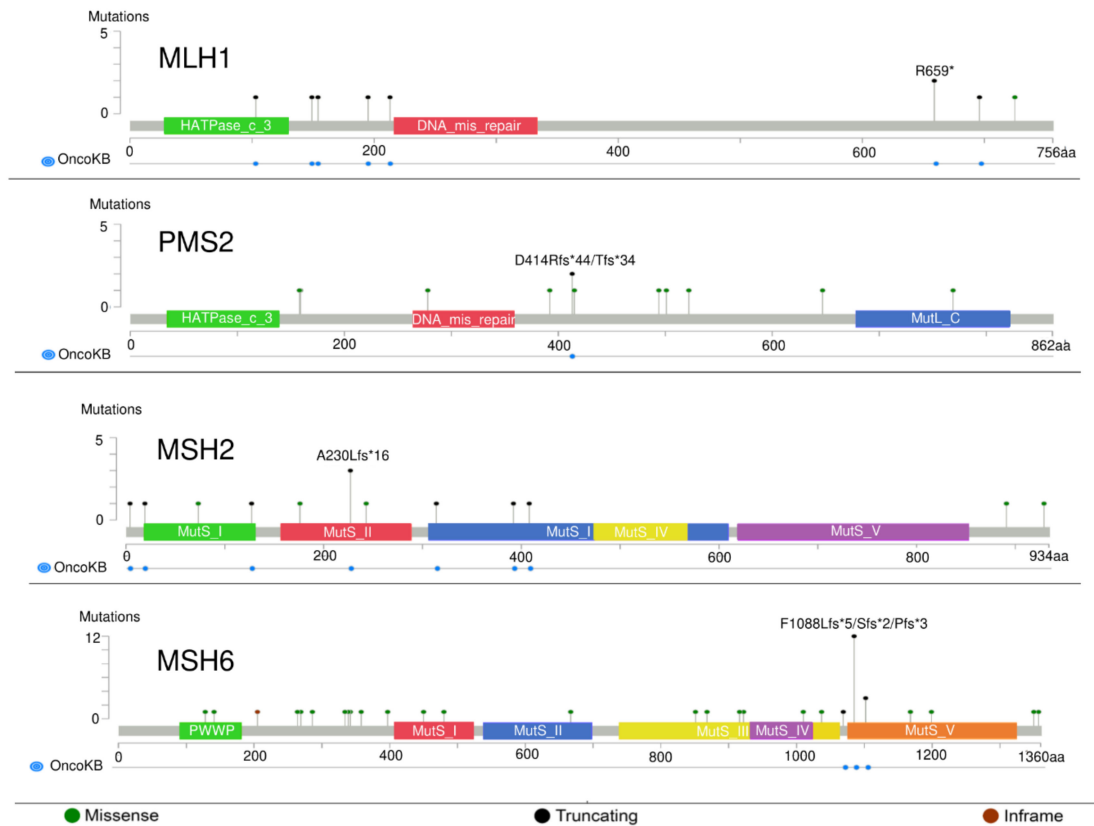 Mutations
5
MLH1
R659*
0
HATPase_c_3
DNA_mis_repair
0
200
400
600
756aa
OncoKB
Mutations
5
PMS2
D414Rfs*44/Tfs*34
0
HATPase_c_3
DNA_mis_repair
MutL_C
0
200
400
600
862aa
OncoKB
Mutations
5
MSH2
A230Lfs*16
0
MutS_I
MutS_II
MutS_I
MutS_IV
MutS_V
0
200
400
600
800
934aa
OncoKB
Mutations
12
F1088Lfs*5/Sfs*2/Pfs*3
MSH6
0
PWWP
MutS_I
MutS_II
MutS_III
MutS_IV
MutS_V
0
200
400
600
800
1000
1200
1360aa
OncoKB
Missense
Truncating
Inframe